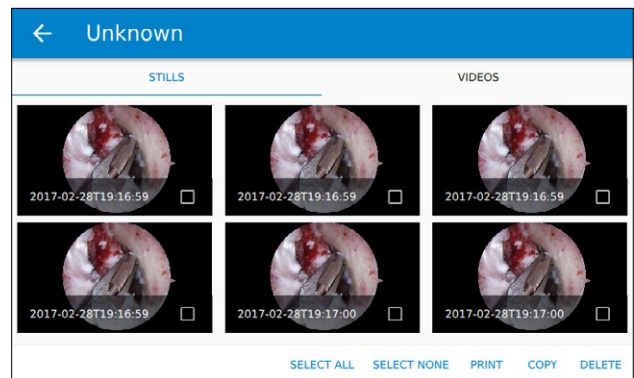 Unknown
STILLS VIDEOS
2017-02-28T19:16:59 2017-02-28T19:16:59 2017-02-28T19:16:59
2017-02-28T19:16:59 2017-02-28T19:17:00 2017-02-28T19:17:00
SELECT ALL SELECT NONE PRINT COPY DELETE